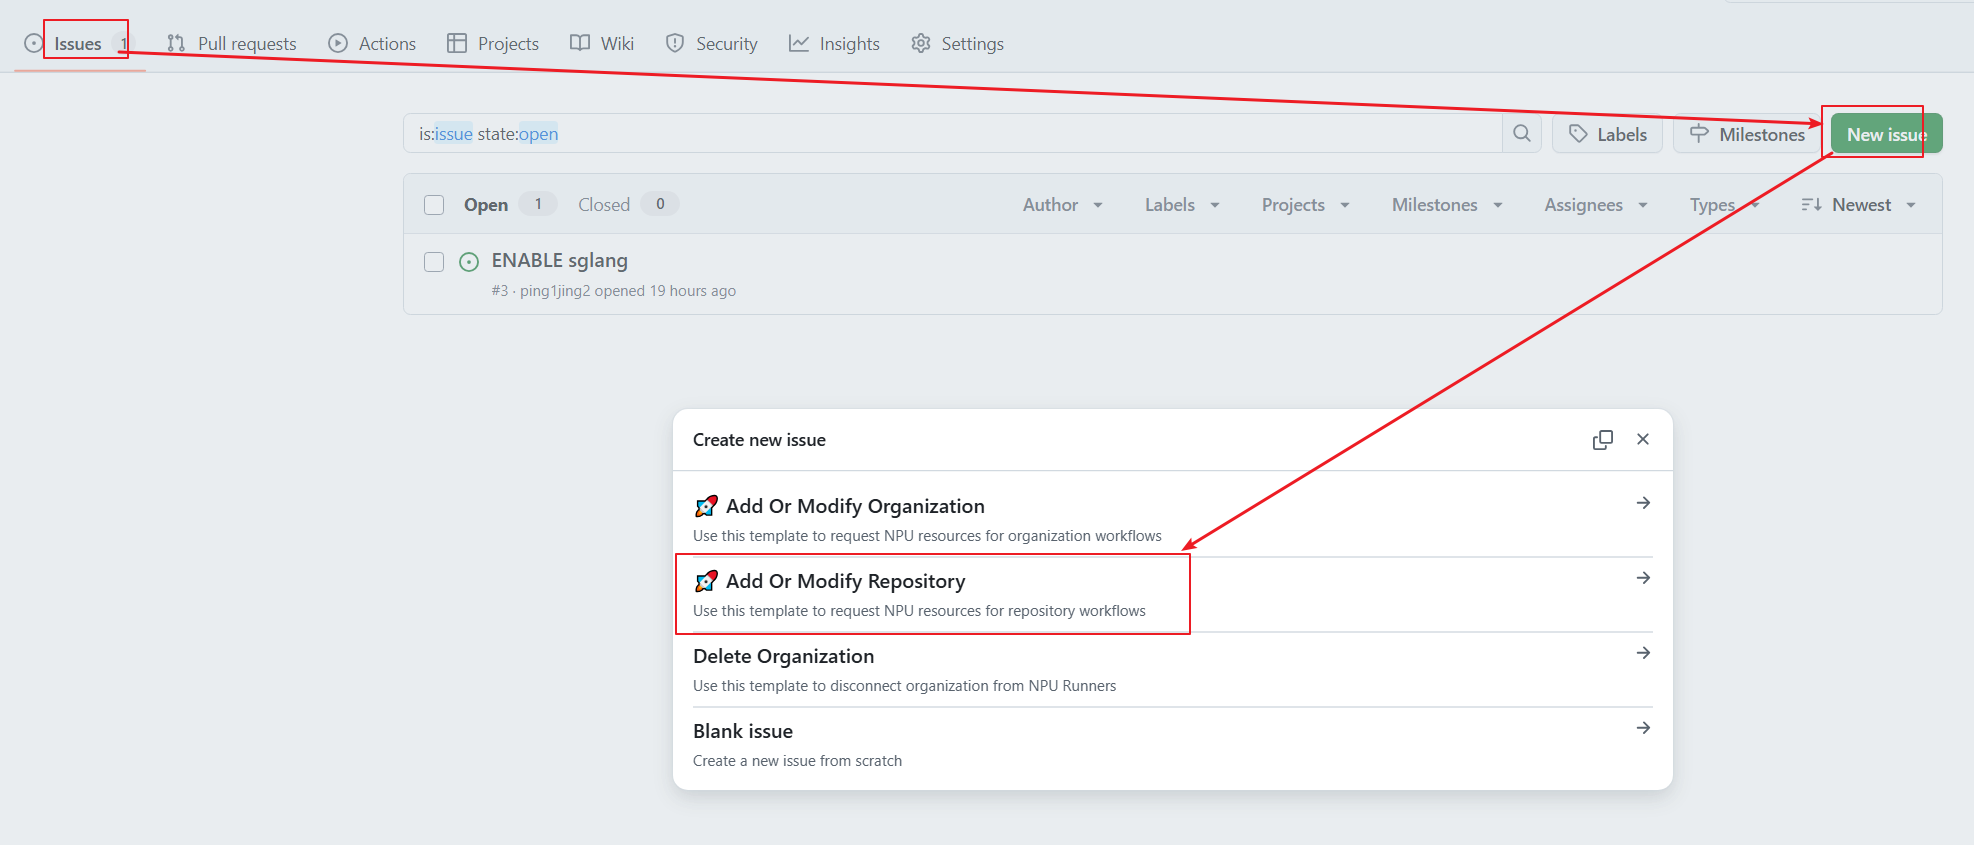 Issues 1 Pull requests Actions Projects Wiki Security Insights Settings
is:issue state:open Labels Milestones New issue
Open 1 Closed 0 Author Labels Projects Milestones Assignees Types Newest
ENABLE sglang
#3 · ping1jing2 opened 19 hours ago
Create new issue
Add Or Modify Organization
Use this template to request NPU resources for organization workflows
Add Or Modify Repository
Use this template to request NPU resources for repository workflows
Delete Organization
Use this template to disconnect organization from NPU Runners
Blank issue
Create a new issue from scratch